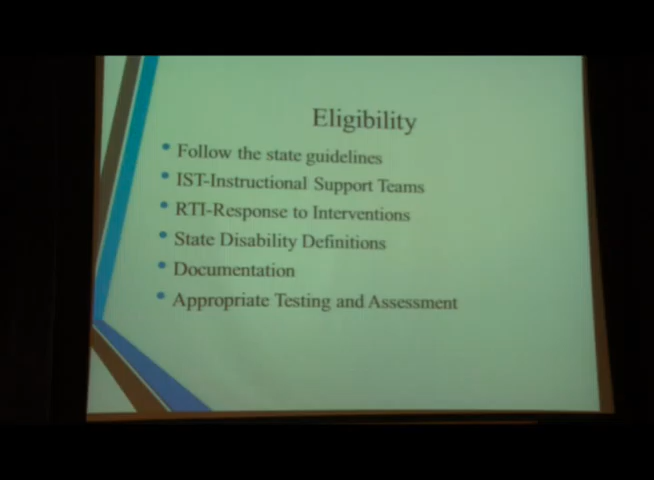 Eligibility
• Follow the state guidelines
• IST-Instructional Support Teams
• RTI-Response to Interventions
• State Disability Definitions
• Documentation
• Appropriate Testing and Assessment